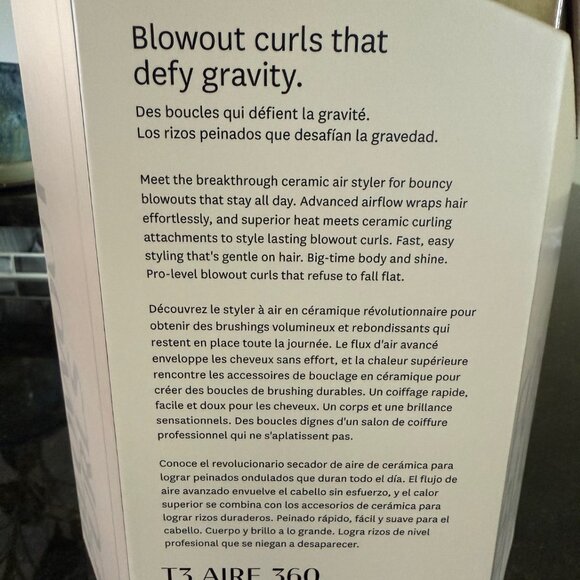 Blowout curls that
defy gravity.
Des boucles qui défient la gravité.
Los rizos peinados que desafían la gravedad.
Meet the breakthrough ceramic air styler for bouncy
blowouts that stay all day. Advanced airflow wraps hair
effortlessly, and superior heat meets ceramic curling
attachments to style lasting blowout curls. Fast, easy
styling that's gentle on hair. Big-time body and shine.
Pro-level blowout curls that refuse to fall flat.
Découvrez le styler à air en céramique révolutionnaire pour
obtenir des brushings volumineux et rebondissants qui
restent en place toute la journée. Le flux d'air avancé
enveloppe les cheveux sans effort, et la chaleur supérieure
rencontre les accessoires de bouclage en céramique pour
créer des boucles de brushing durables. Un coiffage rapide,
facile et doux pour les cheveux. Un corps et une brillance
sensationnels. Des boucles dignes d'un salon de coiffure
professionnel qui ne s'aplatissent pas.
Conoce el revolucionario secador de aire de cerámica para
lograr peinados ondulados que duran todo el día. El flujo de
aire avanzado envuelve el cabello sin esfuerzo, y el calor
superior se combina con los accesorios de cerámica para
lograr rizos duraderos. Peinado rápido, fácil y suave para el
cabello. Cuerpo y brillo a lo grande. Logra rizos de nivel
profesional que se niegan a desaparecer.
T3 AIRE 360